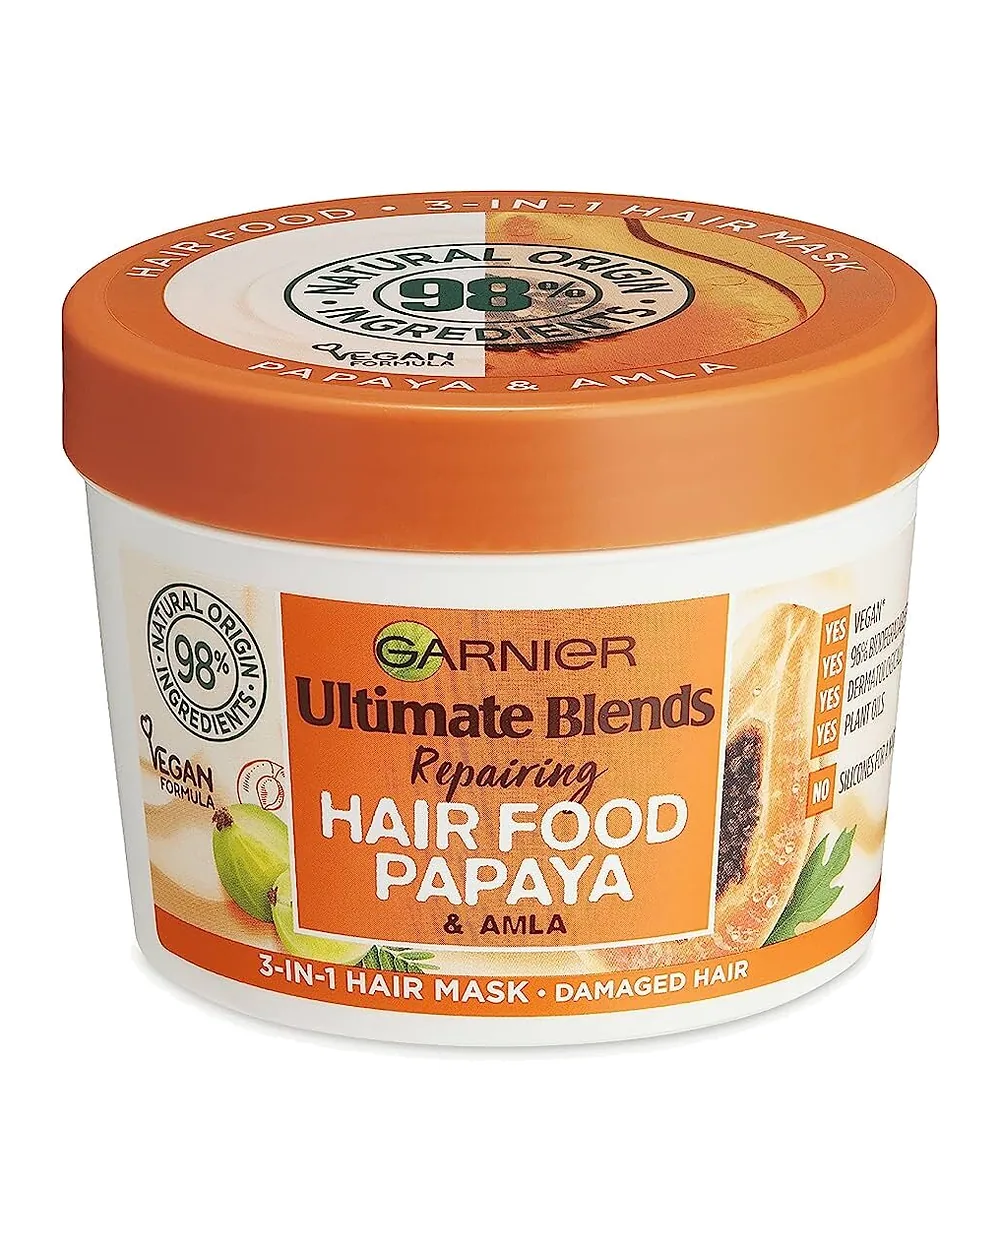 HAIR FOOD • 3-IN-1 HAIR MASK
• NATURAL ORIGIN •
98%
INGREDIENTS
VEGAN
FORMULA
PAPAYA & AMLA
• NATURAL ORIGIN •
98%
INGREDIENTS
VEGAN
FORMULA
GARNIER
Ultimate Blends
Repairing
HAIR FOOD
PAPAYA
& AMLA
YES VEGAN*
YES
YES
YES PLANT OILS
NO SILICONES FOR A
3-IN-1 HAIR MASK • DAMAGED HAIR